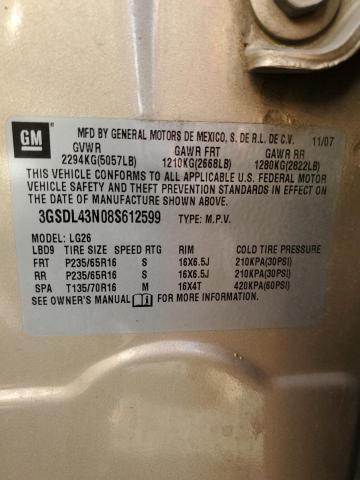 GM
MFD BY GENERAL MOTORS DE MEXICO, S. DE R.L. DE C.V. 11/07
GVWR GAWR FRT GAWR RR
2294KG(5057LB) 1210KG(2668LB) 1280KG(2822LB)
THIS VEHICLE CONFORMS TO ALL APPLICABLE U.S. FEDERAL MOTOR
VEHICLE SAFETY AND THEFT PREVENTION STANDARDS IN EFFECT ON
THE DATE OF MANUFACTURE SHOWN ABOVE.
3GSDL43N08S612599 TYPE: M.P.V.
MODEL: LG26
LBD9 TIRE SIZE SPEED RTG RIM COLD TIRE PRESSURE
FRT P235/65R16 S 16X6.5J 210KPA(30PSI)
RR P235/65R16 S 16X6.5J 210KPA(30PSI)
SPA T135/70R16 M 16X4T 420KPA(60PSI)
SEE OWNER'S MANUAL FOR MORE INFORMATION.